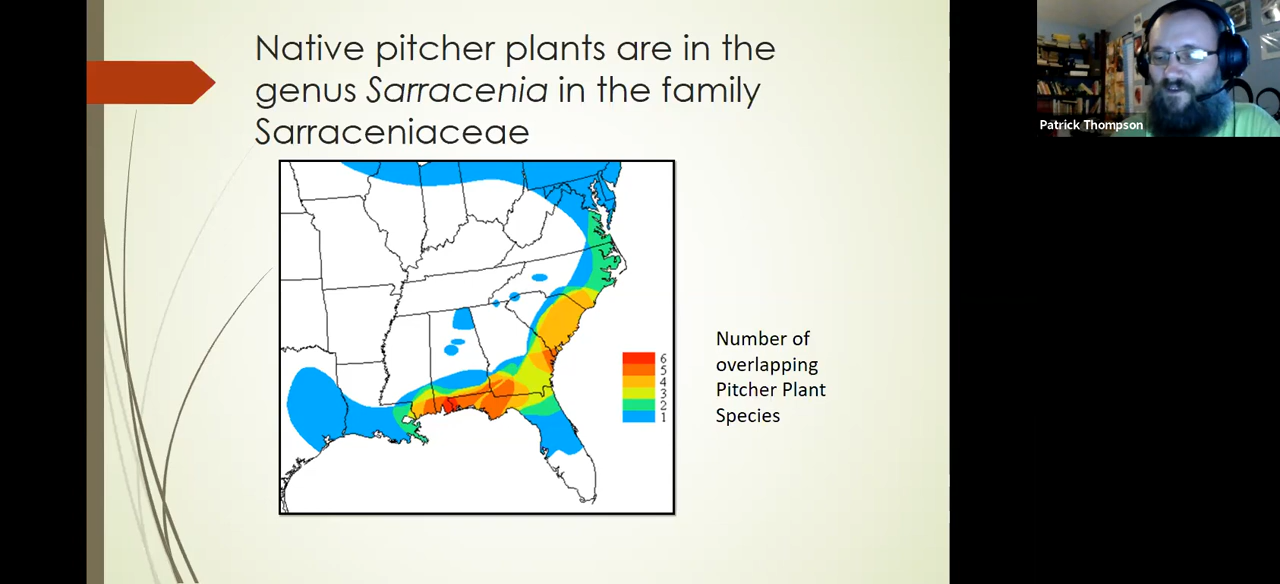 Native pitcher plants are in the
genus Sarracenia in the family
Sarraceniaceae
Patrick Thompson
6
5
4
3
2
1
Number of
overlapping
Pitcher Plant
Species